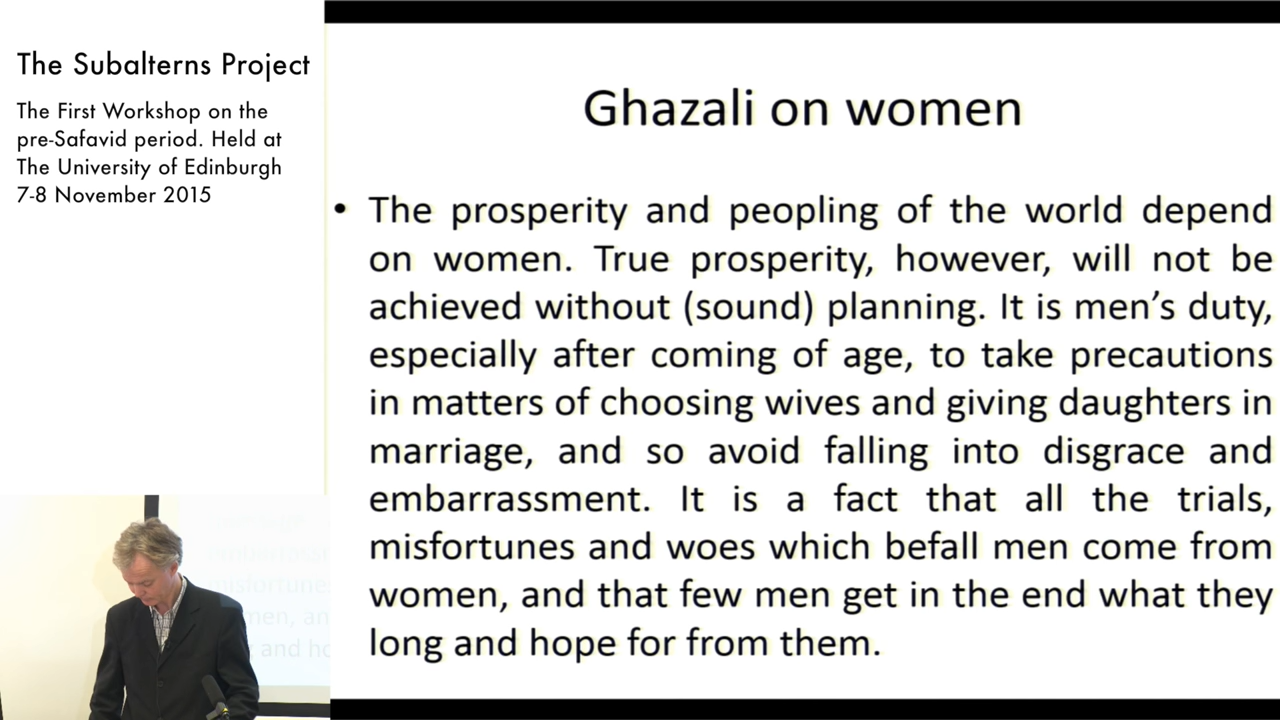 The Subalterns Project
The First Workshop on the
pre-Safavid period. Held at
The University of Edinburgh
7-8 November 2015
Ghazali on women
• The prosperity and peopling of the world depend
on women. True prosperity, however, will not be
achieved without (sound) planning. It is men’s duty,
especially after coming of age, to take precautions
in matters of choosing wives and giving daughters in
marriage, and so avoid falling into disgrace and
embarrassment. It is a fact that all the trials,
misfortunes and woes which befall men come from
women, and that few men get in the end what they
long and hope for from them.
misfortunes
and ho